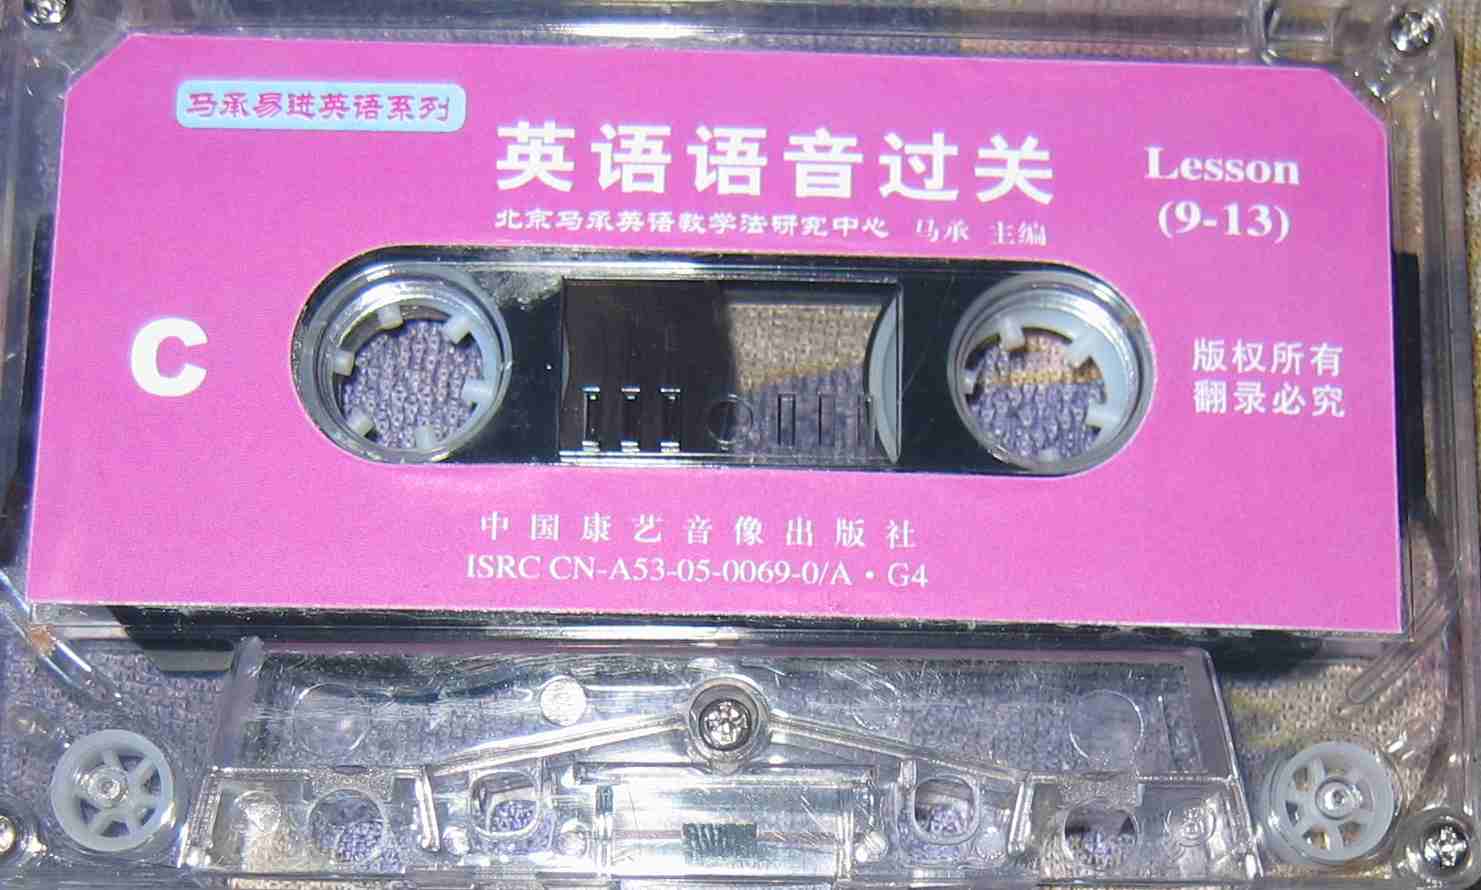 马承易进英语系列
英语语音过关
北京马承英语教学法研究中心 马承 主编
Lesson
(9-13)
C
版权所有
翻录必究
中国康艺音像出版社
ISRC CN-A53-05-0069-0/A·G4